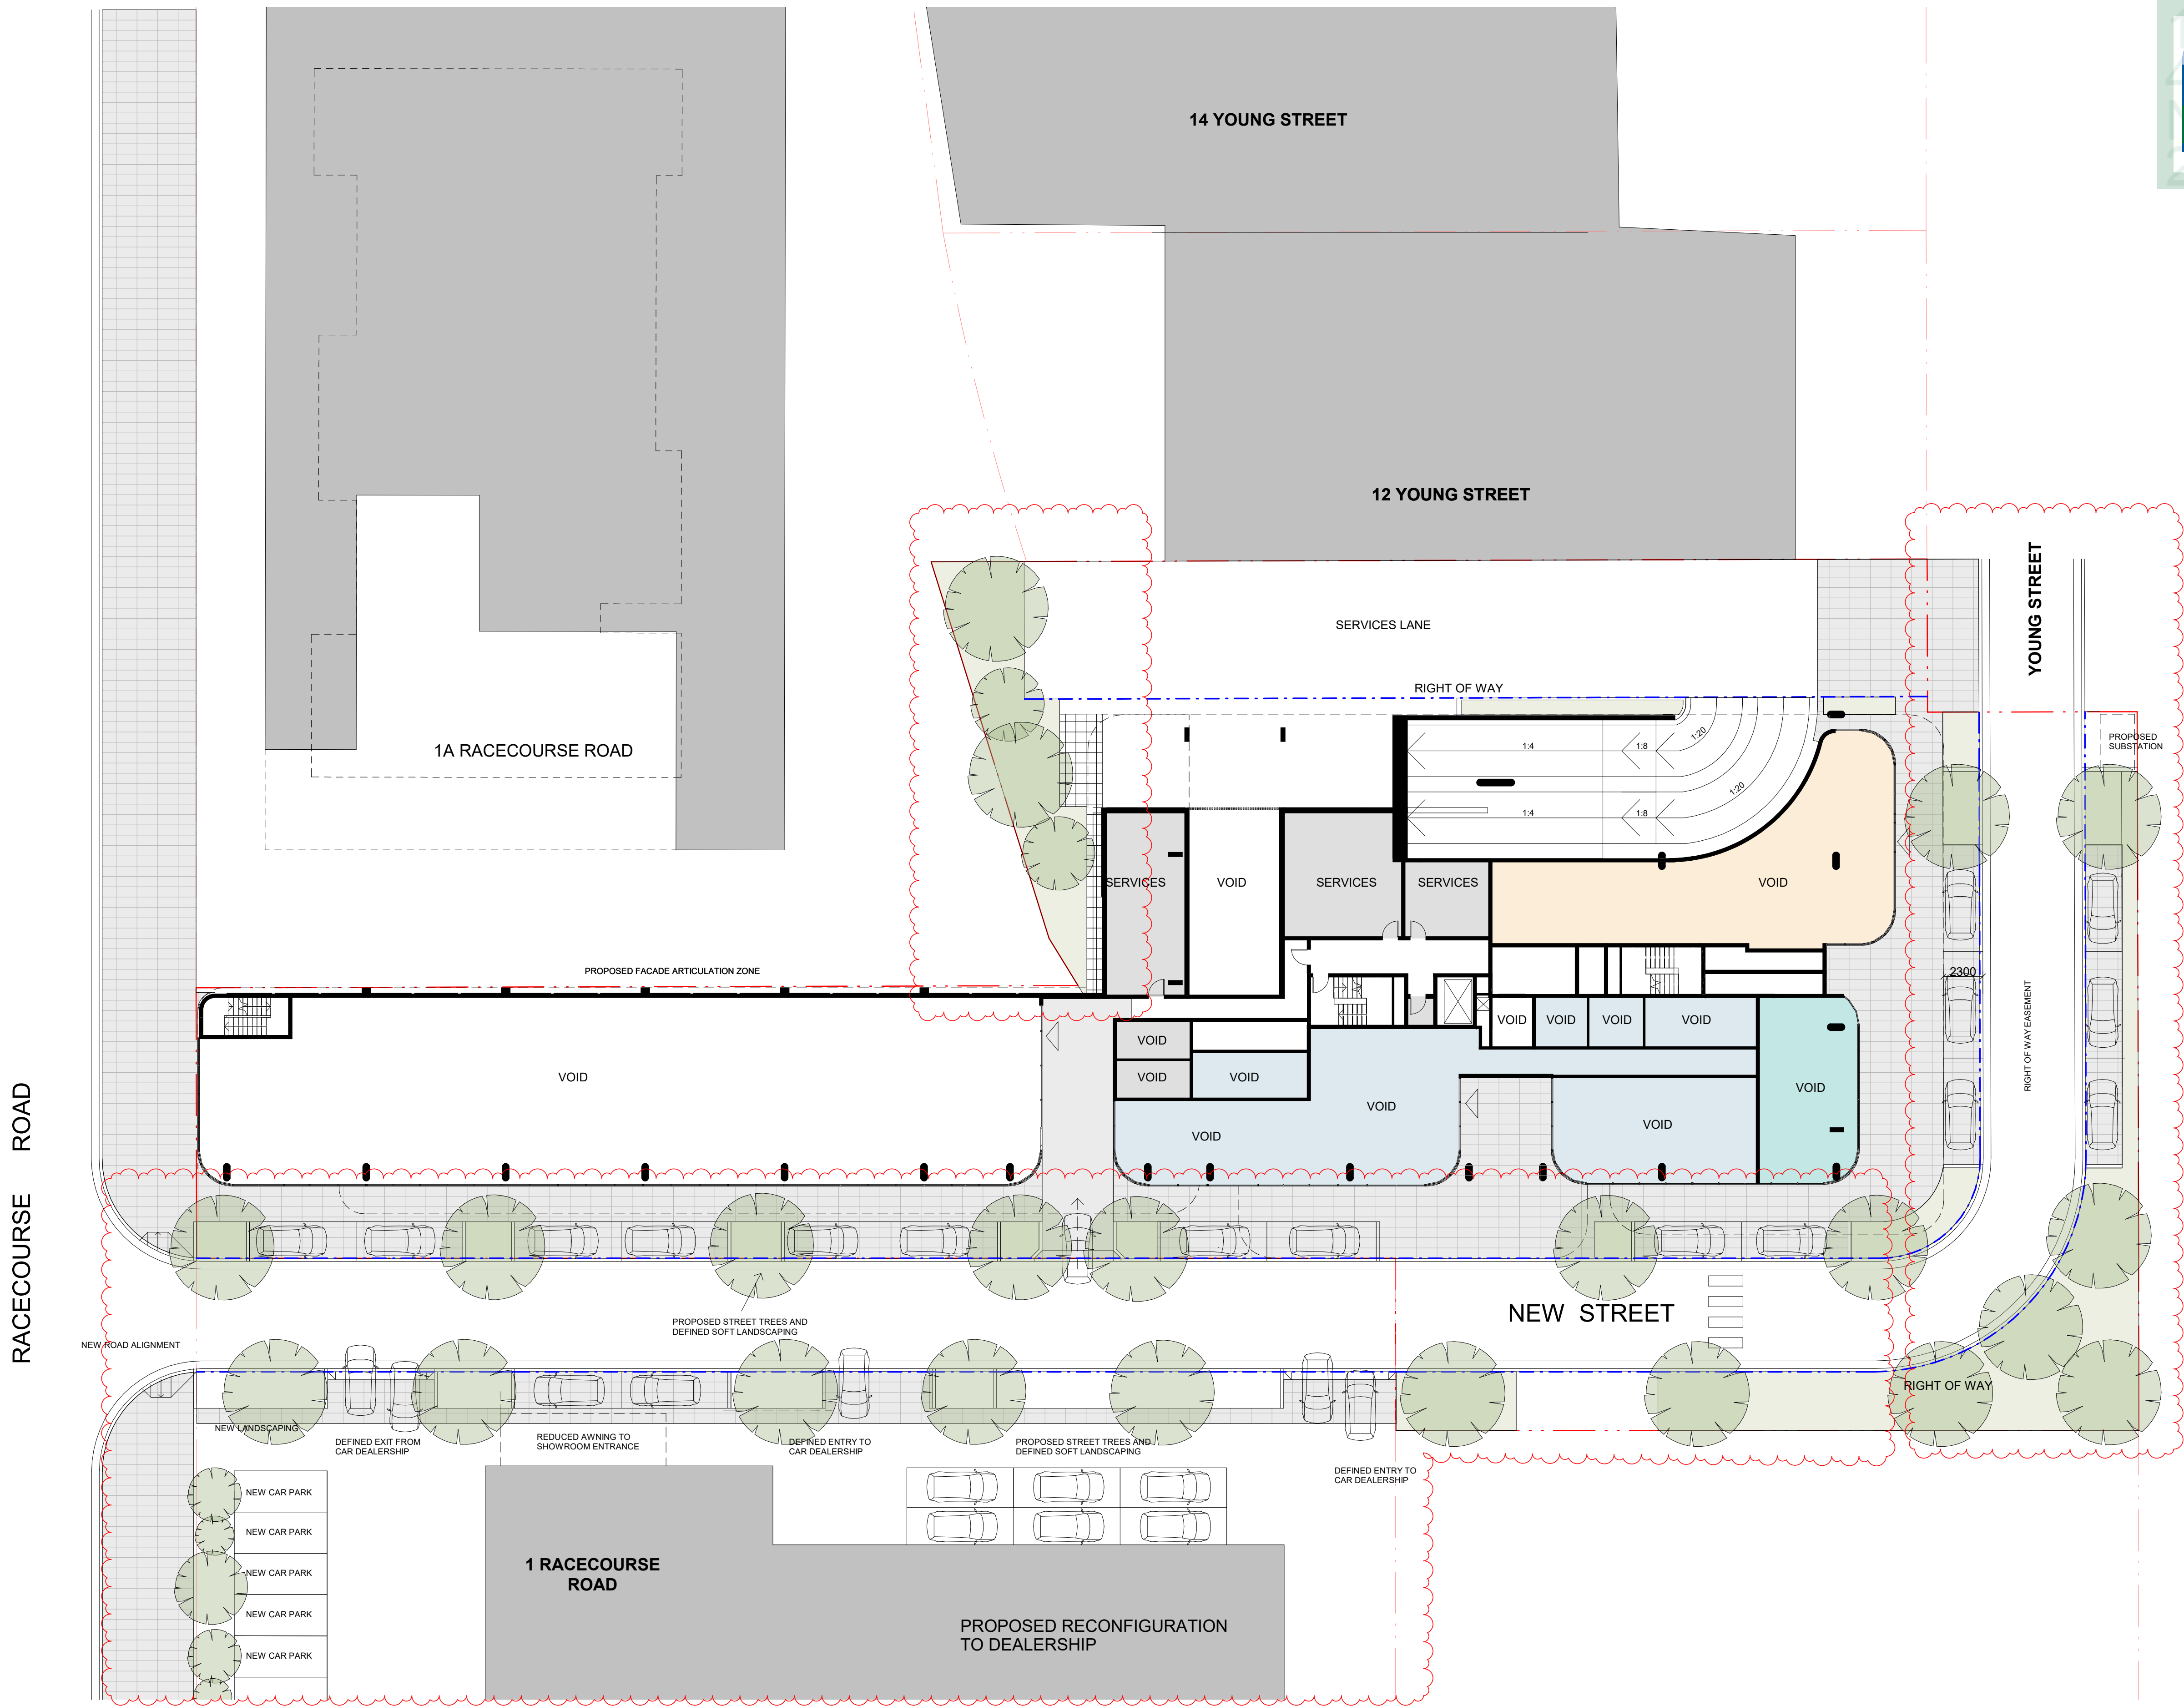 14 YOUNG STREET
12 YOUNG STREET
YOUNG STREET
SERVICES LANE
RIGHT OF WAY
1A RACECOURSE ROAD
PROPOSED
SUBSTATION
1:4
1:8
1:20
1:20
1:4
1:8
SERVICES
VOID
SERVICES
SERVICES
VOID
PROPOSED FACADE ARTICULATION ZONE
2300
RIGHT OF WAY EASEMENT
VOID
VOID
VOID
VOID
VOID
VOID
VOID
VOID
VOID
VOID
VOID
VOID
VOID
RACECOURSE ROAD
NEW STREET
PROPOSED STREET TREES AND
DEFINED SOFT LANDSCAPING
NEW ROAD ALIGNMENT
RIGHT OF WAY
NEW LANDSCAPING
DEFINED EXIT FROM
CAR DEALERSHIP
REDUCED AWNING TO
SHOWROOM ENTRANCE
DEFINED ENTRY TO
CAR DEALERSHIP
PROPOSED STREET TREES AND
DEFINED SOFT LANDSCAPING
DEFINED ENTRY TO
CAR DEALERSHIP
NEW CAR PARK
NEW CAR PARK
NEW CAR PARK
NEW CAR PARK
NEW CAR PARK
1 RACECOURSE
ROAD
PROPOSED RECONFIGURATION
TO DEALERSHIP